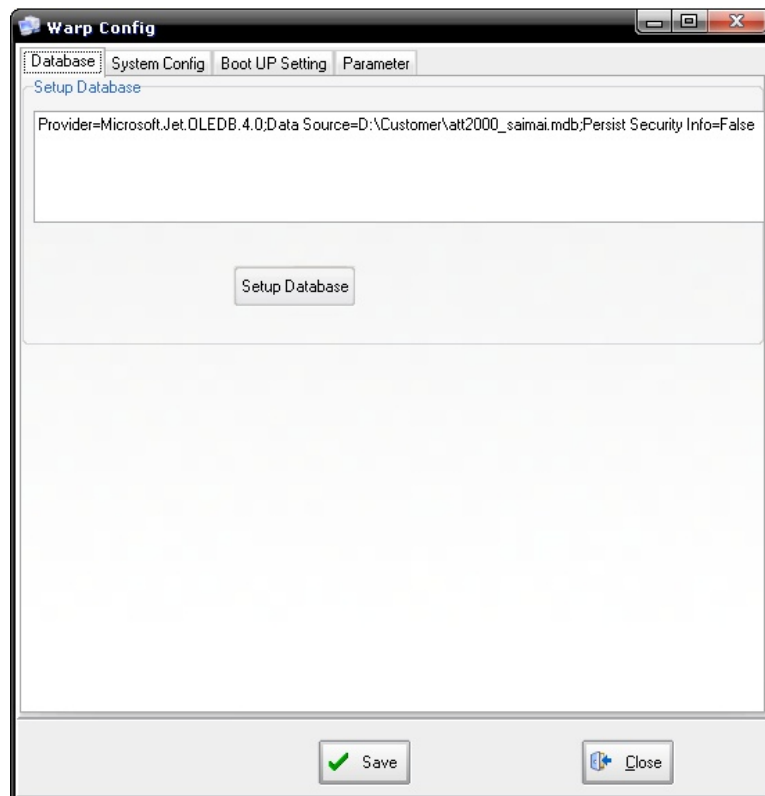 Warp Config
Database System Config Boot UP Setting Parameter
Setup Database
Provider=Microsoft.Jet.OLEDB.4.0;Data Source=D:\Customer\att2000_saimai.mdb;Persist Security Info=False
Setup Database
Save Close